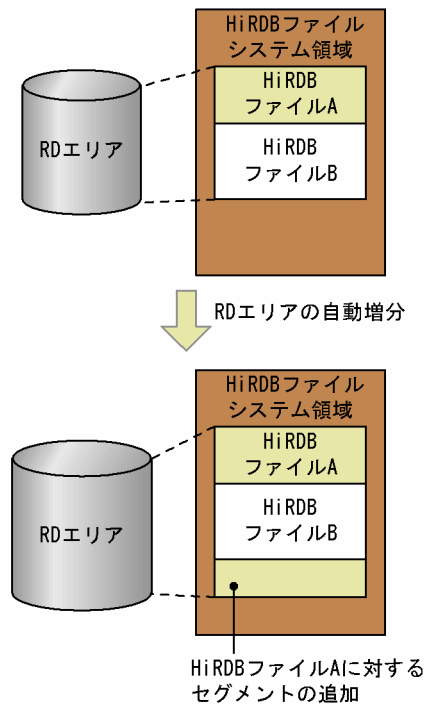 HiRDBファイル
システム領域
HiRDB
ファイルA
RDエリア
HiRDB
ファイルB
RDエリアの自動増分
HiRDBファイル
システム領域
HiRDB
ファイルA
RDエリア
HiRDB
ファイルB
HiRDBファイルAに対する
セグメントの追加